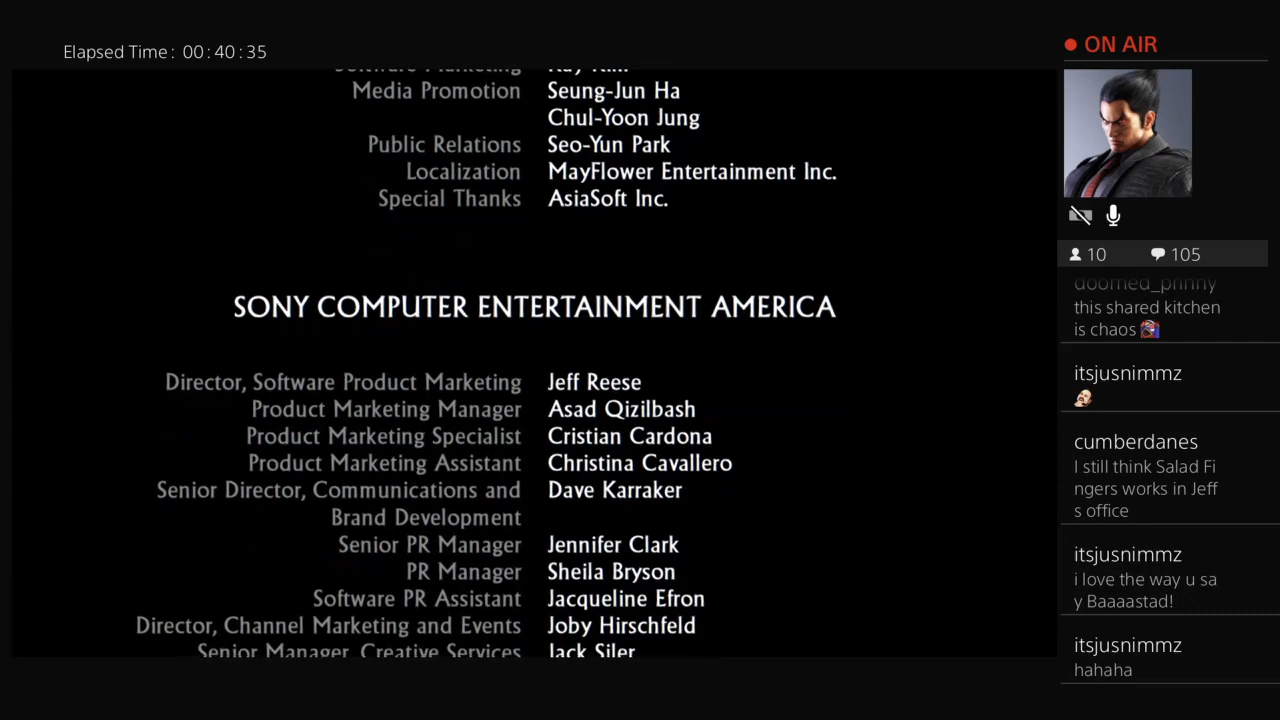 Elapsed Time: 00:40:35
ON AIR
Media Promotion Seung-Jun Ha
Chul-Yoon Jung
Public Relations Seo-Yun Park
Localization MayFlower Entertainment Inc.
Special Thanks AsiaSoft Inc.
SONY COMPUTER ENTERTAINMENT AMERICA
Director, Software Product Marketing Jeff Reese
Product Marketing Manager Asad Qizilbash
Product Marketing Specialist Cristian Cardona
Product Marketing Assistant Christina Cavallero
Senior Director, Communications and Dave Karraker
Brand Development
Senior PR Manager Jennifer Clark
PR Manager Sheila Bryson
Software PR Assistant Jacqueline Efron
Director, Channel Marketing and Events Joby Hirschfeld
Senior Manager, Creative Services Jack Siler
10 105
doomed_prinny
this shared kitchen
is chaos
itsjusnimmz
cumberdanes
I still think Salad Fi
ngers works in Jeff
s office
itsjusnimmz
i love the way u sa
y Baaaastad!
itsjusnimmz
hahaha